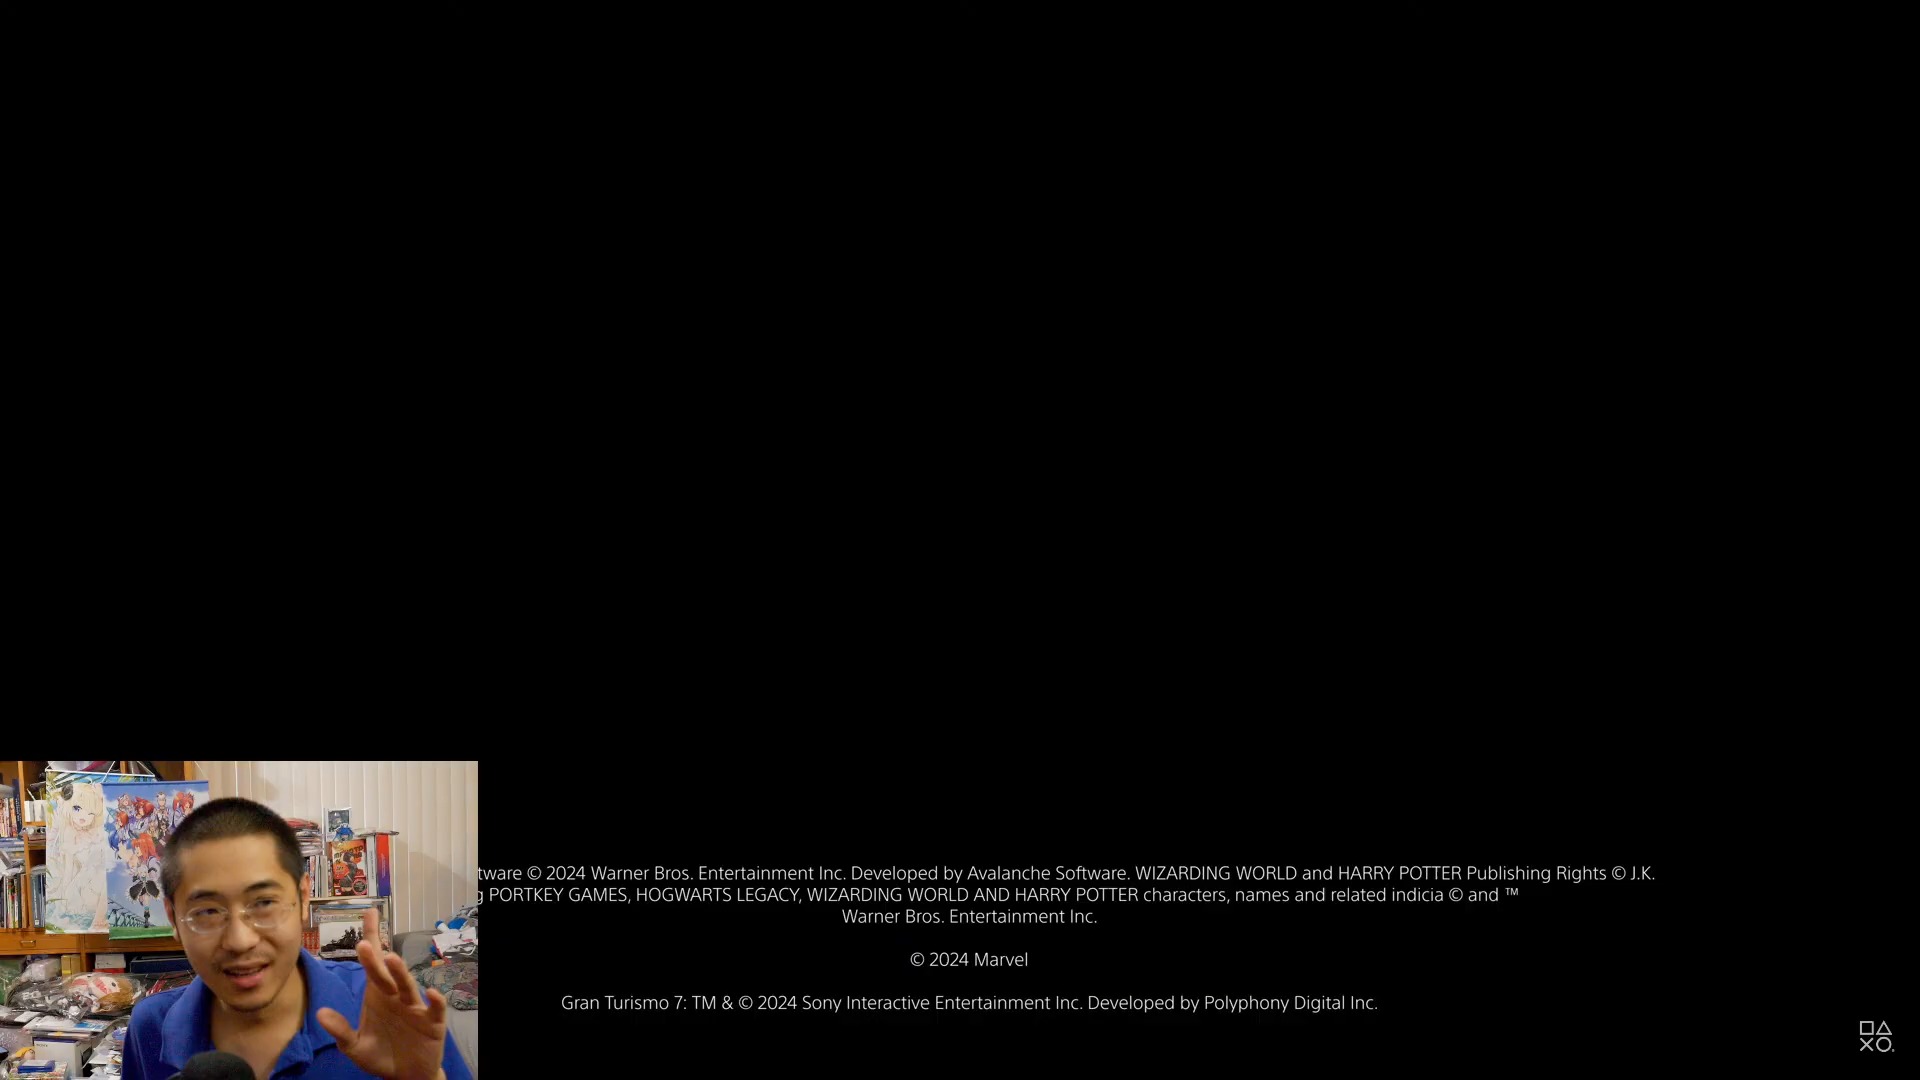 tware © 2024 Warner Bros. Entertainment Inc. Developed by Avalanche Software. WIZARDING WORLD and HARRY POTTER Publishing Rights © J.K.
g PORTKEY GAMES, HOGWARTS LEGACY, WIZARDING WORLD AND HARRY POTTER characters, names and related indicia © and ™
Warner Bros. Entertainment Inc.
© 2024 Marvel
Gran Turismo 7: TM & © 2024 Sony Interactive Entertainment Inc. Developed by Polyphony Digital Inc.